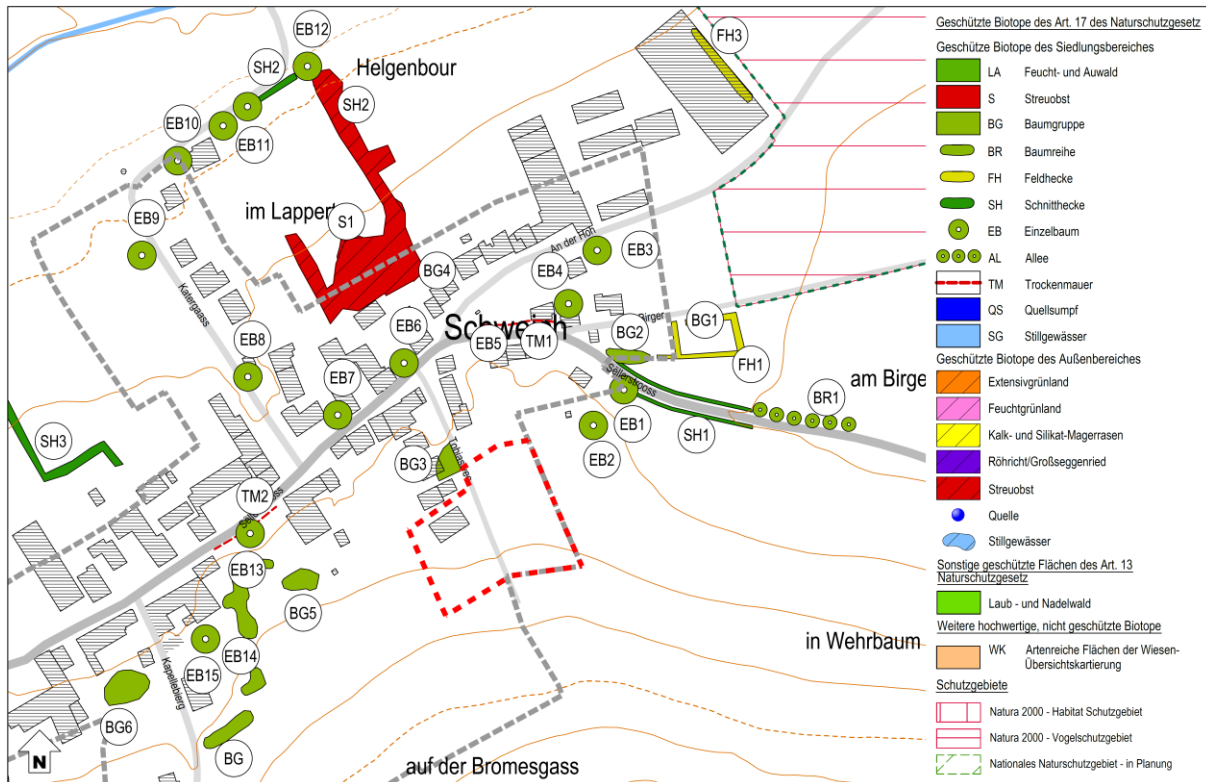 EB12
SH2
Helgenbour
SH2
FH3
EB10
EB11
EB9
im Lappert
S1
An der Hoh
EB3
BG4
EB4
Katergaass
Schweich
Birger
BG1
EB6
EB5
TM1
BG2
FH1
EB8
EB7
Sëllerstrooss
am Birge
BR1
EB1
SH1
EB2
SH3
BG3
TM2
EB13
BG5
EB14
EB15
Kapellebierg
in Wehrbaum
BG6
BG
N
auf der Bromesgass
Geschützte Biotope des Art. 17 des Naturschutzgesetz
Geschütze Biotope des Siedlungsbereiches
LA Feucht- und Auwald
S Streuobst
BG Baumgruppe
BR Baumreihe
FH Feldhecke
SH Schnitthecke
EB Einzelbaum
AL Allee
TM Trockenmauer
QS Quellsumpf
SG Stillgewässer
Geschützte Biotope des Außenbereiches
Extensivgrünland
Feuchtgrünland
Kalk- und Silikat-Magerrasen
Röhricht/Großseggenried
Streuobst
Quelle
Stillgewässer
Sonstige geschützte Flächen des Art. 13
Naturschutzgesetz
Laub - und Nadelwald
Weitere hochwertige, nicht geschützte Biotope
WK Artenreiche Flächen der Wiesen-
Übersichtskartierung
Schutzgebiete
Natura 2000 - Habitat Schutzgebiet
Natura 2000 - Vogelschutzgebiet
Nationales Naturschutzgebiet - in Planung